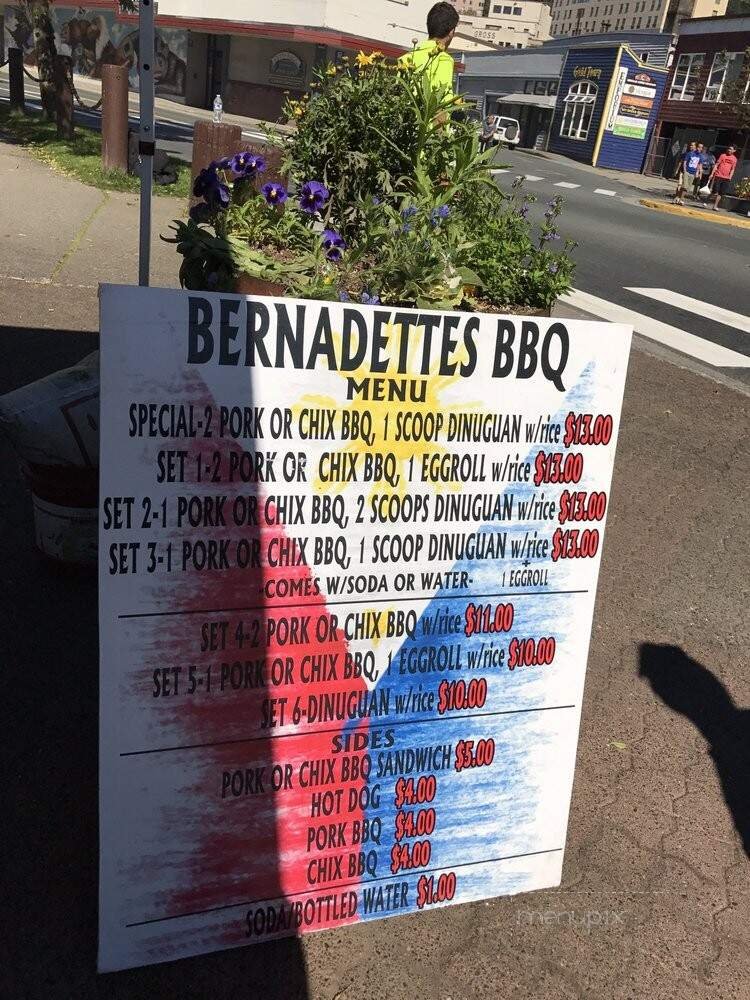 GROSS
Gold Town
BERNADETTES BBQ
MENU
SPECIAL-2 PORK OR CHIX BBQ, 1 SCOOP DINUGUAN w/rice $13.00
SET 1-2 PORK OR CHIX BBQ, 1 EGGROLL w/rice $13.00
SET 2-1 PORK OR CHIX BBQ, 2 SCOOPS DINUGUAN w/rice $13.00
SET 3-1 PORK OR CHIX BBQ, 1 SCOOP DINUGUAN w/rice $13.00
+
-COMES W/SODA OR WATER- 1 EGGROLL
SET 4-2 PORK OR CHIX BBQ w/rice $11.00
SET 5-1 PORK OR CHIX BBQ, 1 EGGROLL w/rice $10.00
SET 6-DINUGUAN w/rice $10.00
SIDES
PORK OR CHIX BBQ SANDWICH $5.00
HOT DOG $4.00
PORK BBQ $4.00
CHIX BBQ $4.00
SODA/BOTTLED WATER $1.00
menupix